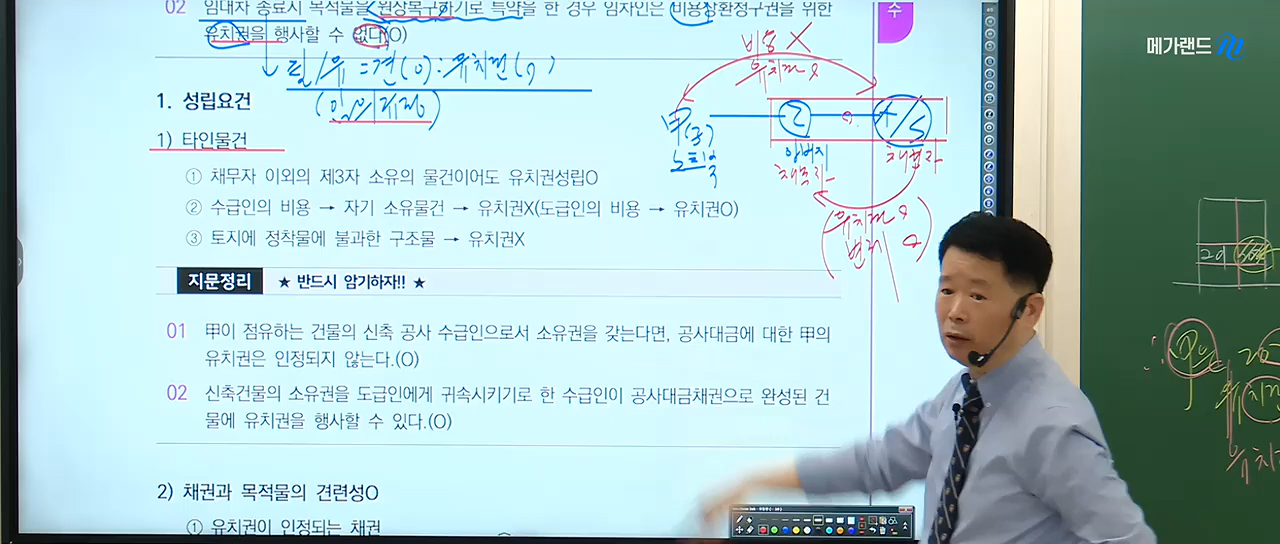 02 임대차 종료시 목적물을 원상복구하기로 특약을 한 경우 임차인은 비용상환청구권을 위한
유치권을 행사할 수 없다(O)
수
메가랜드
비용 X
유치권
1. 성립요건
1) 타인물건
① 채무자 이외의 제3자 소유의 물건이어도 유치권성립O
② 수급인의 비용 → 자기 소유물건 → 유치권X(도급인의 비용 → 유치권O)
③ 토지에 정착물에 불과한 구조물 → 유치권X
甲
乙
채무자
채권자
유치권
변제
지문정리 ★ 반드시 암기하자!! ★
01 甲이 점유하는 건물의 신축 공사 수급인으로서 소유권을 갖는다면, 공사대금에 대한 甲의
유치권은 인정되지 않는다.(O)
02 신축건물의 소유권을 도급인에게 귀속시키기로 한 수급인이 공사대금채권으로 완성된 건
물에 유치권을 행사할 수 있다.(O)
2) 채권과 목적물의 견련성O
① 유치권이 인정되는 채권